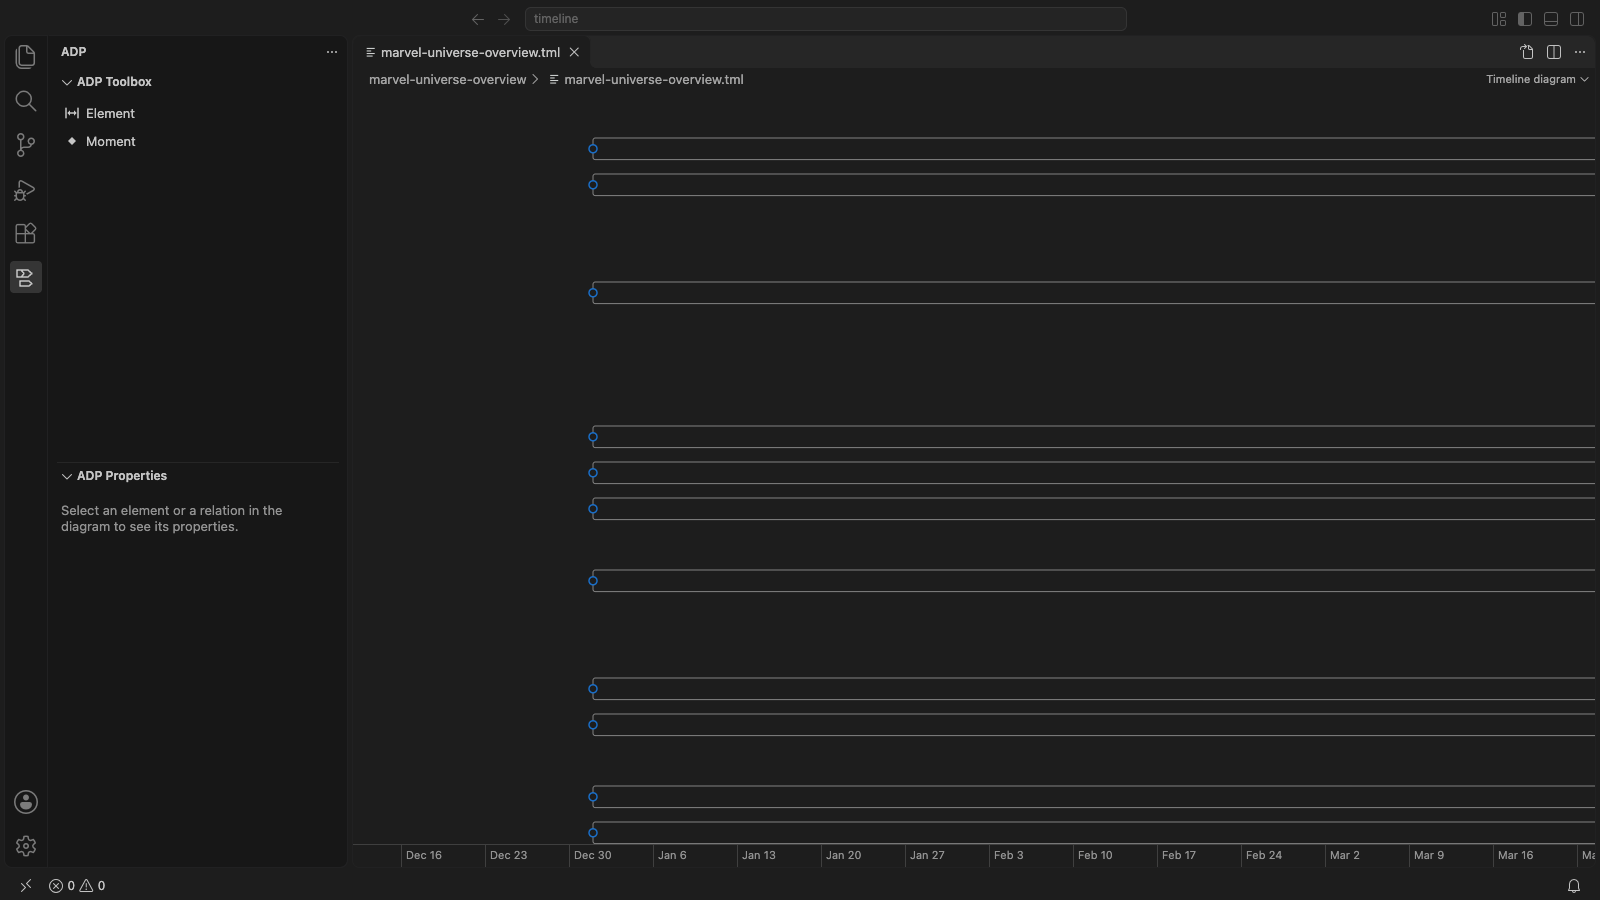 timeline
ADP
ADP Toolbox
Element
Moment
ADP Properties
Select an element or a relation in the
diagram to see its properties.
marvel-universe-overview.tml
marvel-universe-overview
marvel-universe-overview.tml
Timeline diagram
Dec 16
Dec 23
Dec 30
Jan 6
Jan 13
Jan 20
Jan 27
Feb 3
Feb 10
Feb 17
Feb 24
Mar 2
Mar 9
Mar 16
0
0